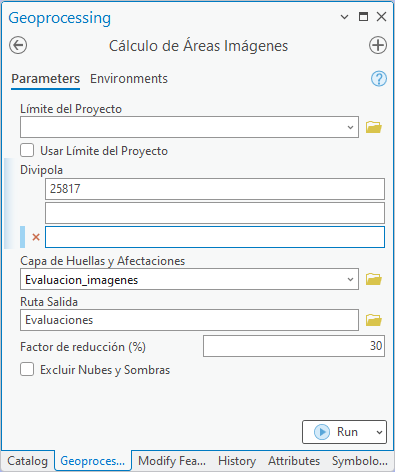 Geoprocessing
Cálculo de Áreas Imágenes
Parameters Environments
Límite del Proyecto
Usar Límite del Proyecto
Divipola
25817
Capa de Huellas y Afectaciones
Evaluacion_imagenes
Ruta Salida
Evaluaciones
Factor de reducción (%) 30
Excluir Nubes y Sombras
Run
Catalog Geoproces... Modify Fea... History Attributes Symbolo...